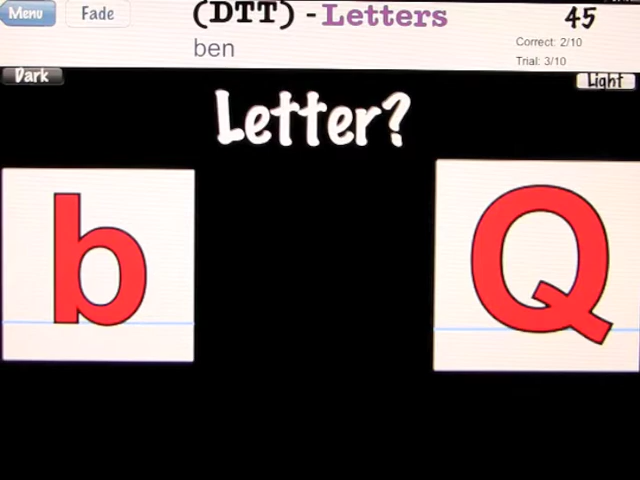 Menu Fade (DTT) - Letters 45
ben
Correct: 2/10
Trial: 3/10
Dark Light
Letter?
b Q